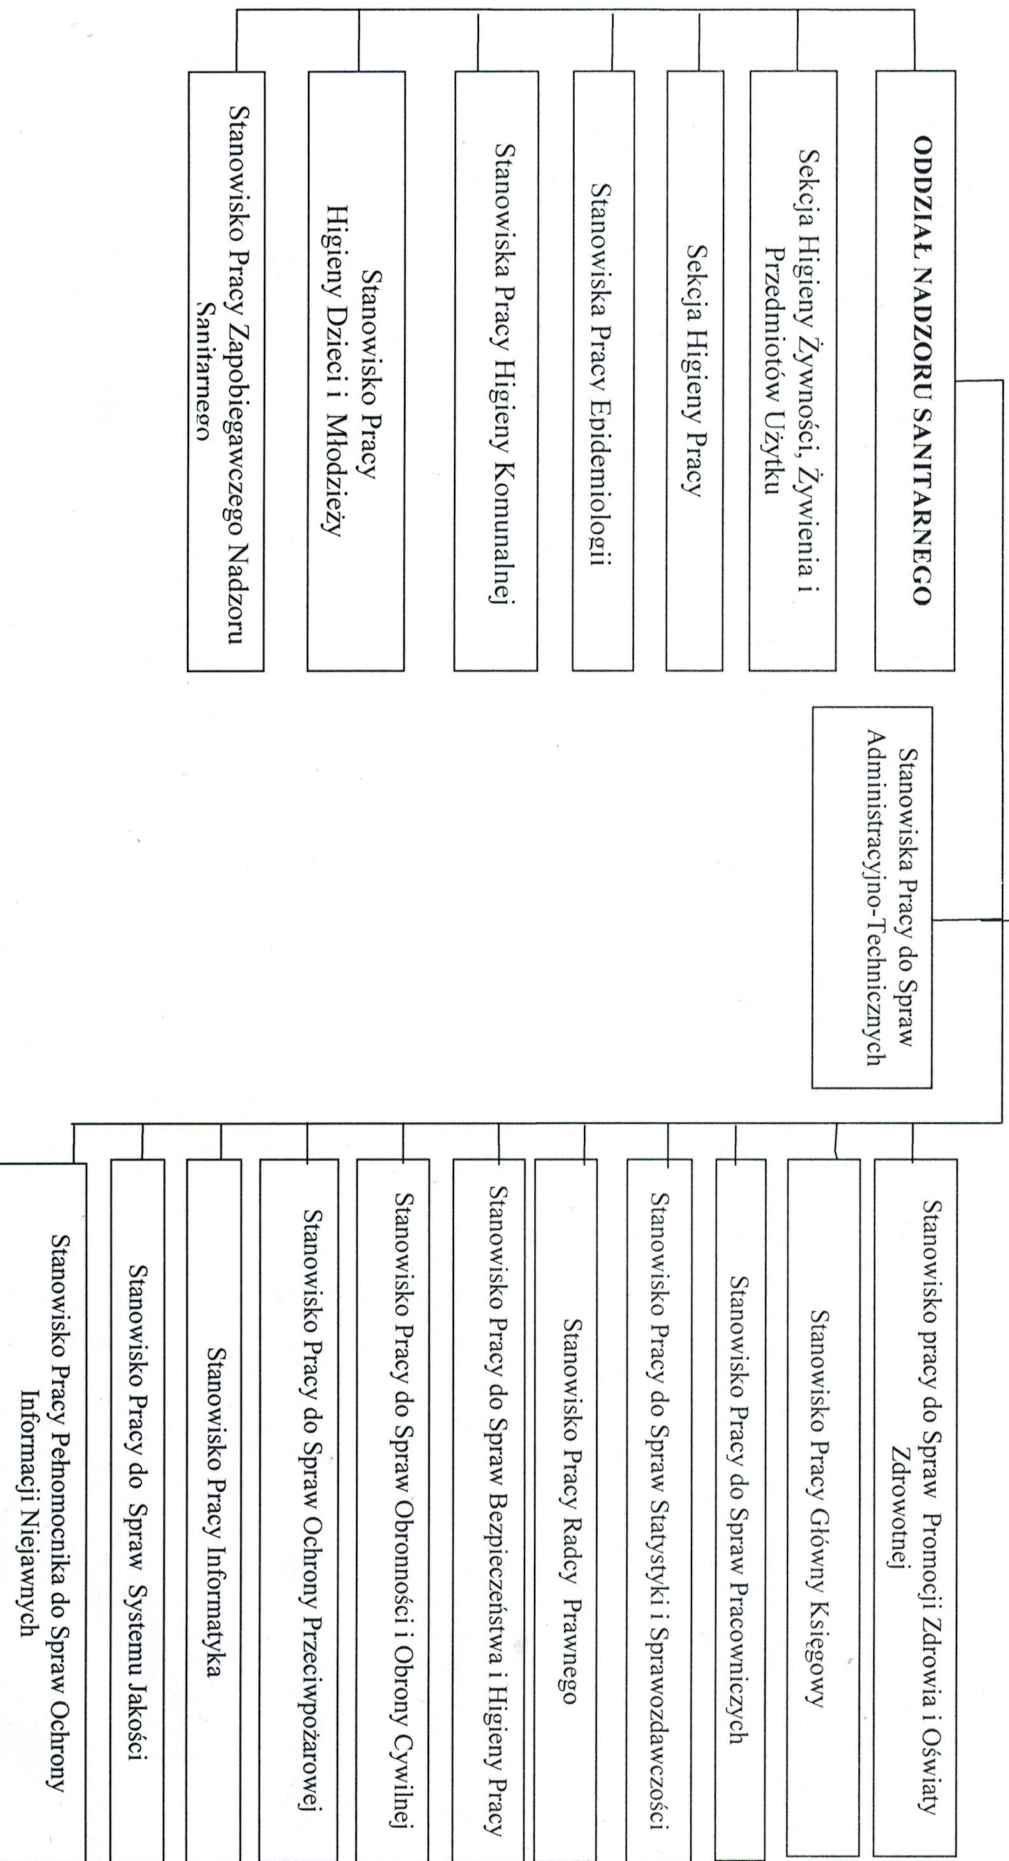 ODDZIAŁ NADZORU SANITARNEGO
Sekcja Higieny Żywności, Żywienia i
Przedmiotów Użytku
Sekcja Higieny Pracy
Stanowiska Pracy Epidemiologii
Stanowiska Pracy Higieny Komunalnej
Stanowisko Pracy
Higieny Dzieci i Młodzieży
Stanowisko Pracy Zapobiegawczego Nadzoru
Sanitarnego
Stanowiska Pracy do Spraw
Administracyjno-Technicznych
Stanowisko pracy do Spraw Promocji Zdrowia i Oświaty
Zdrowotnej
Stanowisko Pracy Główny Księgowy
Stanowisko Pracy do Spraw Pracowniczych
Stanowisko Pracy do Spraw Statystyki i Sprawozdawczości
Stanowisko Pracy Radcy Prawnego
Stanowisko Pracy do Spraw Bezpieczeństwa i Higieny Pracy
Stanowisko Pracy do Spraw Obronności i Obrony Cywilnej
Stanowisko Pracy do Spraw Ochrony Przeciwpożarowej
Stanowisko Pracy Informatyka
Stanowisko Pracy do Spraw Systemu Jakości
Stanowisko Pracy Pełnomocnika do Spraw Ochrony
Informacji Niejawnych